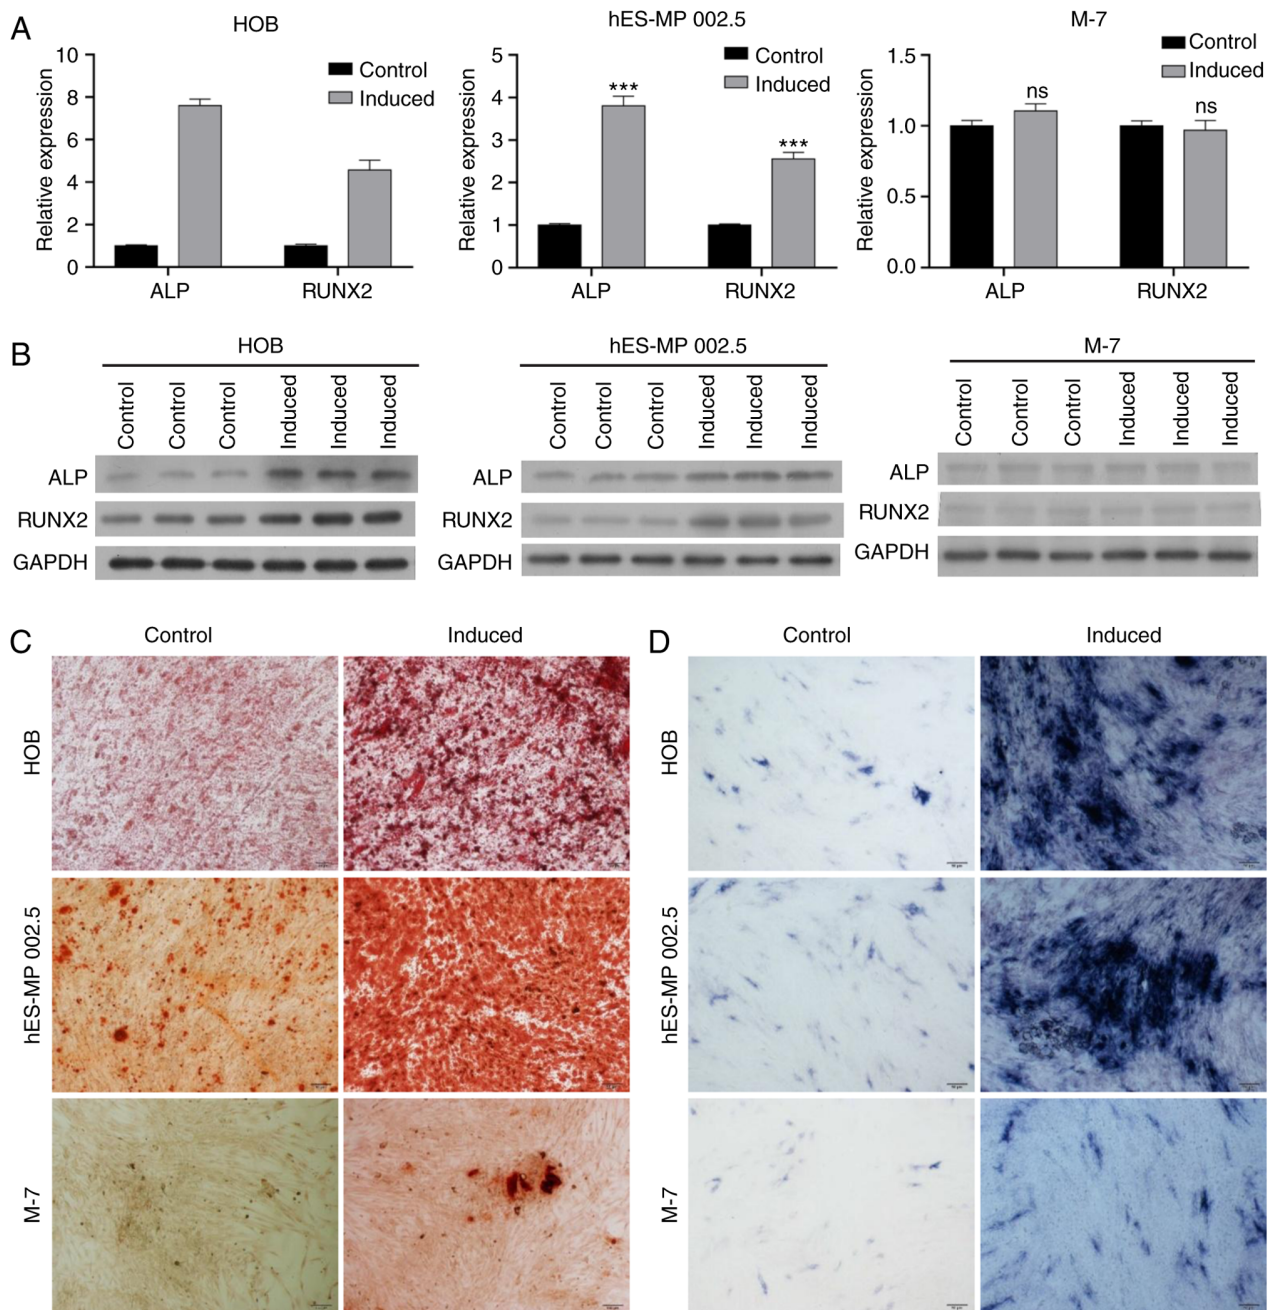 A
HOB
Relative expression
10
8
6
4
2
0
Control
Induced
ALP
RUNX2
hES-MP 002.5
Relative expression
5
4
3
2
1
0
***
***
Control
Induced
ALP
RUNX2
M-7
Relative expression
1.5
1.0
0.5
0.0
ns
ns
Control
Induced
ALP
RUNX2
B
HOB
Control
Control
Control
Induced
Induced
Induced
ALP
RUNX2
GAPDH
hES-MP 002.5
Control
Control
Control
Induced
Induced
Induced
ALP
RUNX2
GAPDH
M-7
Control
Control
Control
Induced
Induced
Induced
ALP
RUNX2
GAPDH
C
Control
Induced
HOB
hES-MP 002.5
M-7
D
Control
Induced
HOB
hES-MP 002.5
M-7